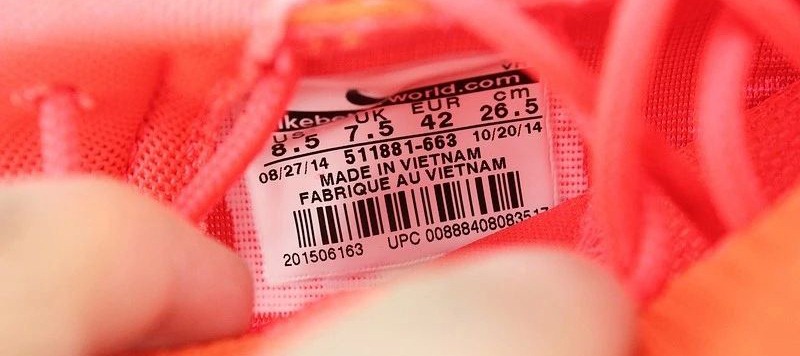 world.com
US UK EUR cm
8.5 7.5 42 26.5
08/27/14 511881-663 10/20/14
MADE IN VIETNAM
FABRIQUE AU VIETNAM
201506163 UPC 00888408083517